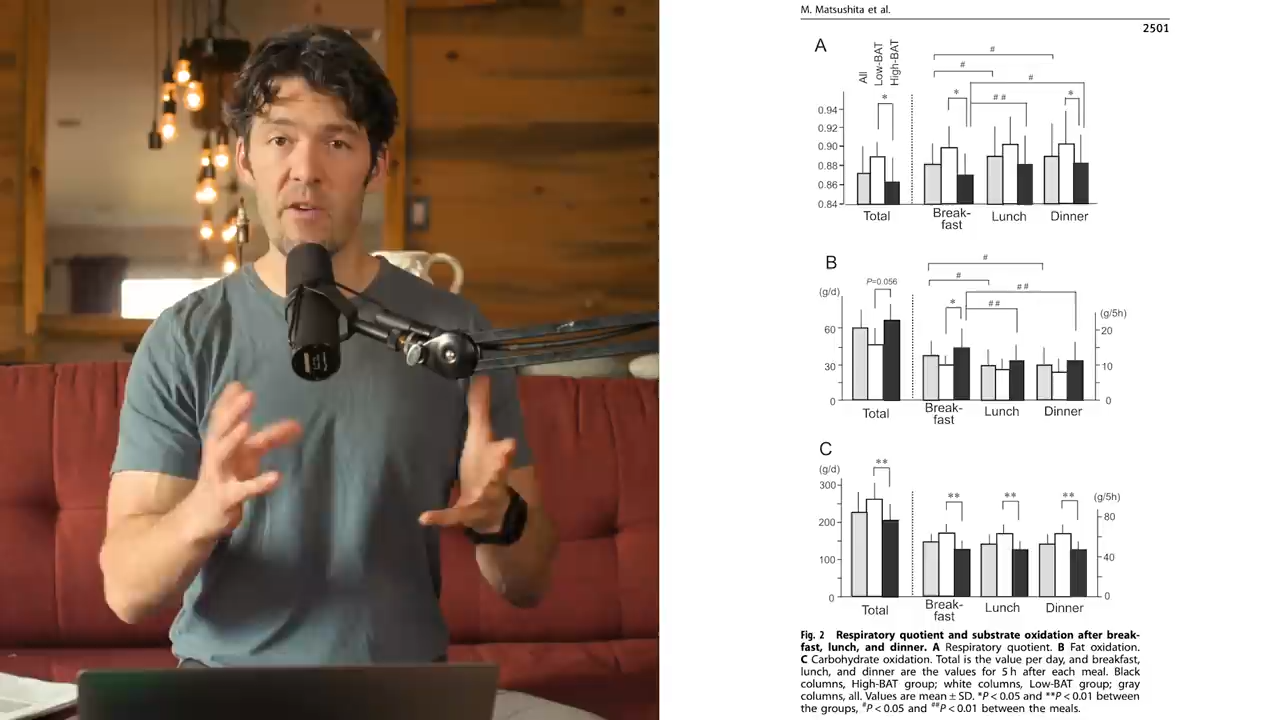 M. Matsushita et al.
2501
A
All
Low-BAT
High-BAT
#
#
#
* * ## *
0.94
0.92
0.88
0.88
0.86
0.84
Total
Break-
fast
Lunch
Dinner
B
(g/d)
P=0.056
#
#
##
* ##
(g/5h)
60
30
0
20
10
0
Total
Break-
fast
Lunch
Dinner
C
(g/d)
**
** ** **
(g/5h)
300
200
100
0
80
40
0
Total
Break-
fast
Lunch
Dinner
Fig. 2 Respiratory quotient and substrate oxidation after break-
fast, lunch, and dinner. A Respiratory quotient. B Fat oxidation.
C Carbohydrate oxidation. Total is the value per day, and breakfast,
lunch, and dinner are the values for 5 h after each meal. Black
columns, High-BAT group; white columns, Low-BAT group; gray
columns, all. Values are mean ± SD. *P < 0.05 and **P < 0.01 between
the groups, #P < 0.05 and ##P < 0.01 between the meals.